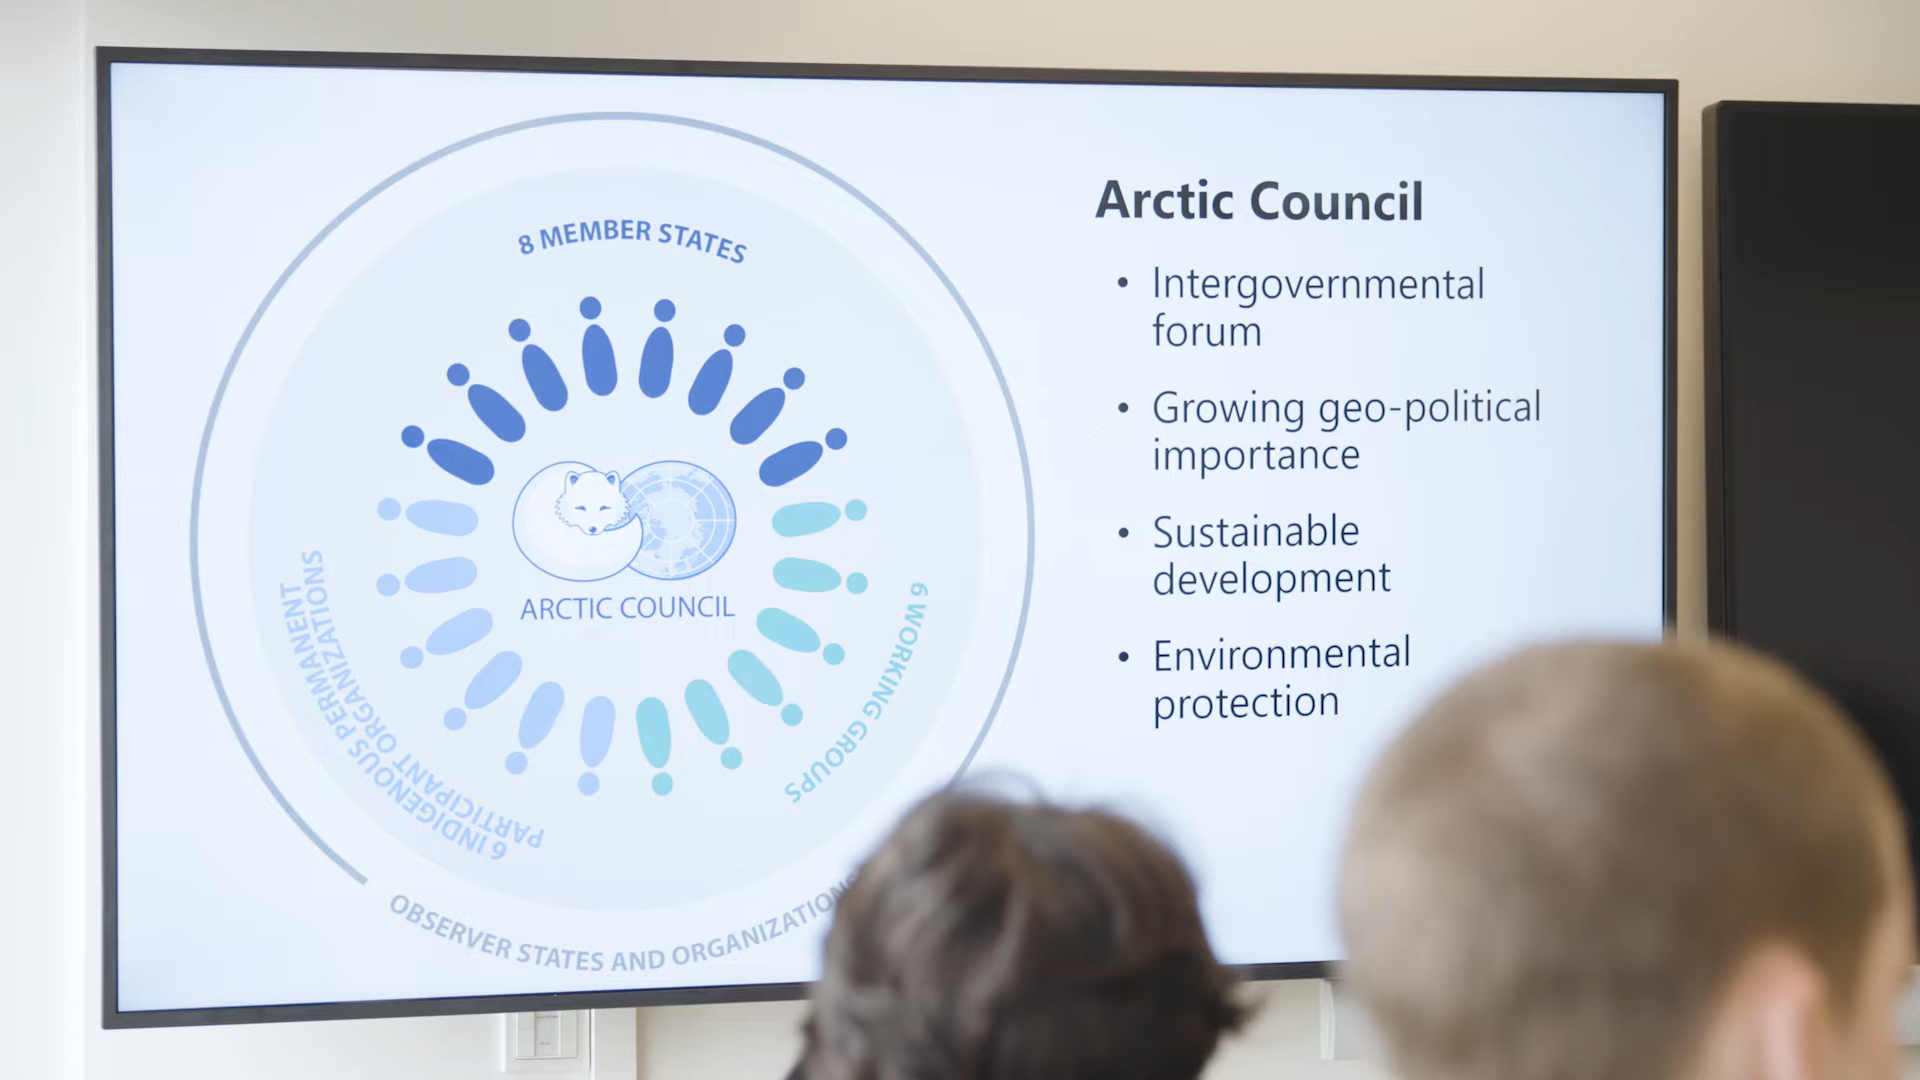 8 MEMBER STATES
ARCTIC COUNCIL
6 INDIGENOUS PERMANENT
PARTICIPANT ORGANIZATIONS
6 WORKING GROUPS
OBSERVER STATES AND ORGANIZATIONS
Arctic Council
• Intergovernmental
forum
• Growing geo-political
importance
• Sustainable
development
• Environmental
protection